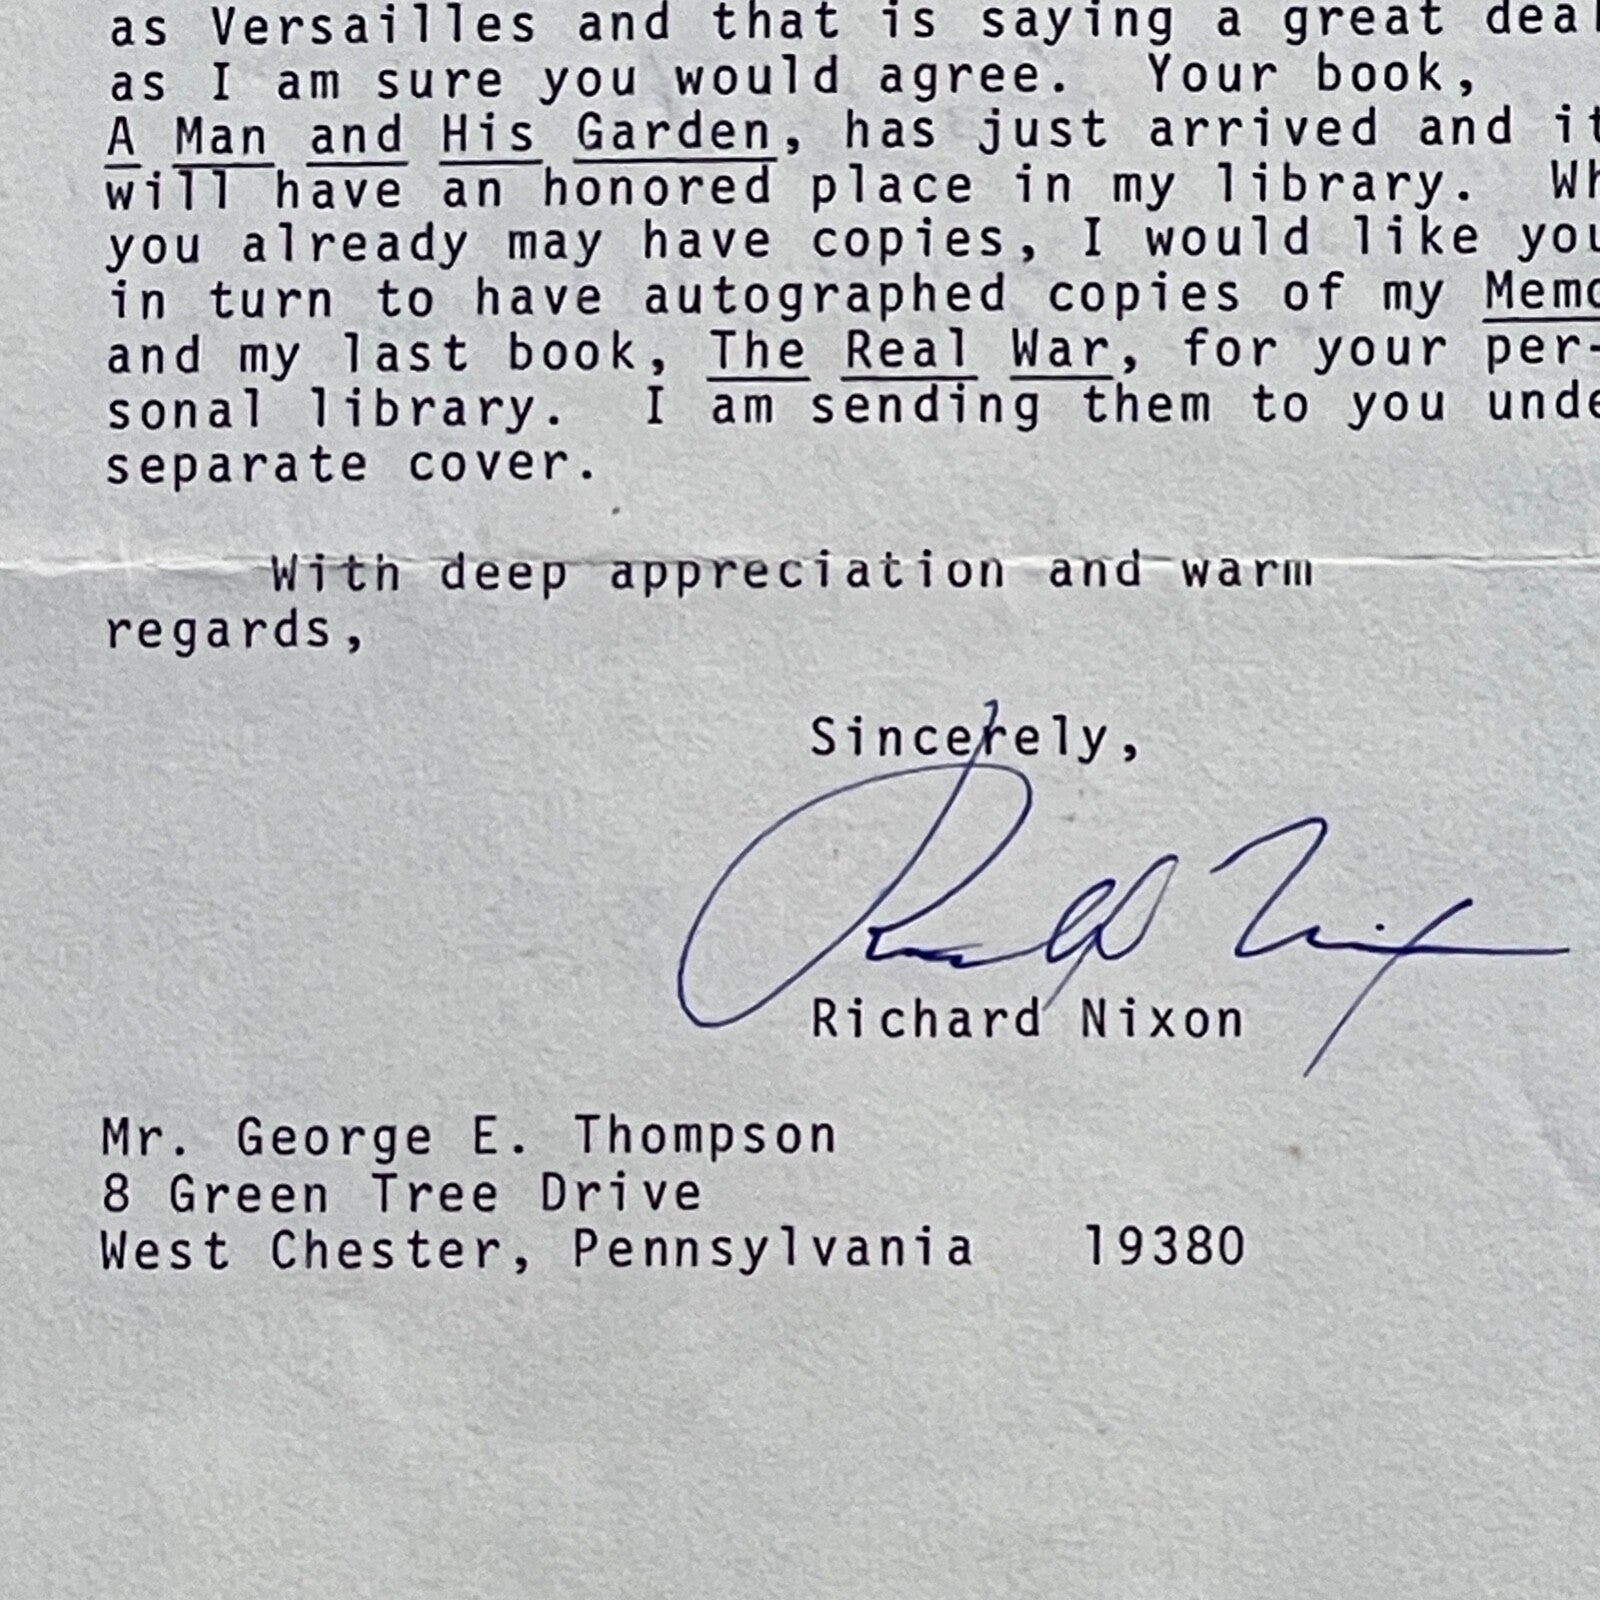 as Versailles and that is saying a great deal
as I am sure you would agree.  Your book,
A Man and His Garden, has just arrived and it
will have an honored place in my library.
you already may have copies, I would like you
in turn to have autographed copies of my
and my last book, The Real War, for your per-
sonal library.  I am sending them to you
separate cover.
With deep appreciation and warm
regards,
Sincerely,
Richard Nixon
Richard Nixon
Mr. George E. Thompson
8 Green Tree Drive
West Chester, Pennsylvania   19380